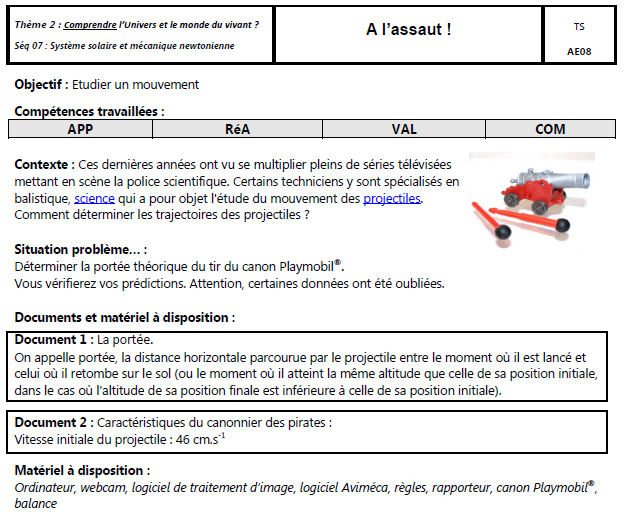 Thème 2 : Comprendre l'Univers et le monde du vivant ?
Séq 07 : Système solaire et mécanique newtonienne
A l'assaut !
TS
AE08
Objectif : Etudier un mouvement
Compétences travaillées :
APP RéA VAL COM
Contexte : Ces dernières années ont vu se multiplier pleins de séries télévisées
mettant en scène la police scientifique. Certains techniciens y sont spécialisés en
balistique, science qui a pour objet l'étude du mouvement des projectiles.
Comment déterminer les trajectoires des projectiles ?
Situation problème... :
Déterminer la portée théorique du tir du canon Playmobil®.
Vous vérifierez vos prédictions. Attention, certaines données ont été oubliées.
Documents et matériel à disposition :
Document 1 : La portée.
On appelle portée, la distance horizontale parcourue par le projectile entre le moment où il est lancé et
celui où il retombe sur le sol (ou le moment où il atteint la même altitude que celle de sa position initiale,
dans le cas où l'altitude de sa position finale est inférieure à celle de sa position initiale).
Document 2 : Caractéristiques du canonnier des pirates :
Vitesse initiale du projectile : 46 cm.s⁻¹
Matériel à disposition :
Ordinateur, webcam, logiciel de traitement d'image, logiciel Aviméca, règles, rapporteur, canon Playmobil®,
balance